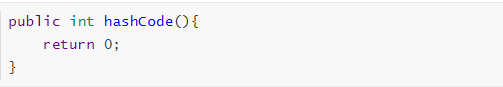 public int hashCode(){
    return 0;
}